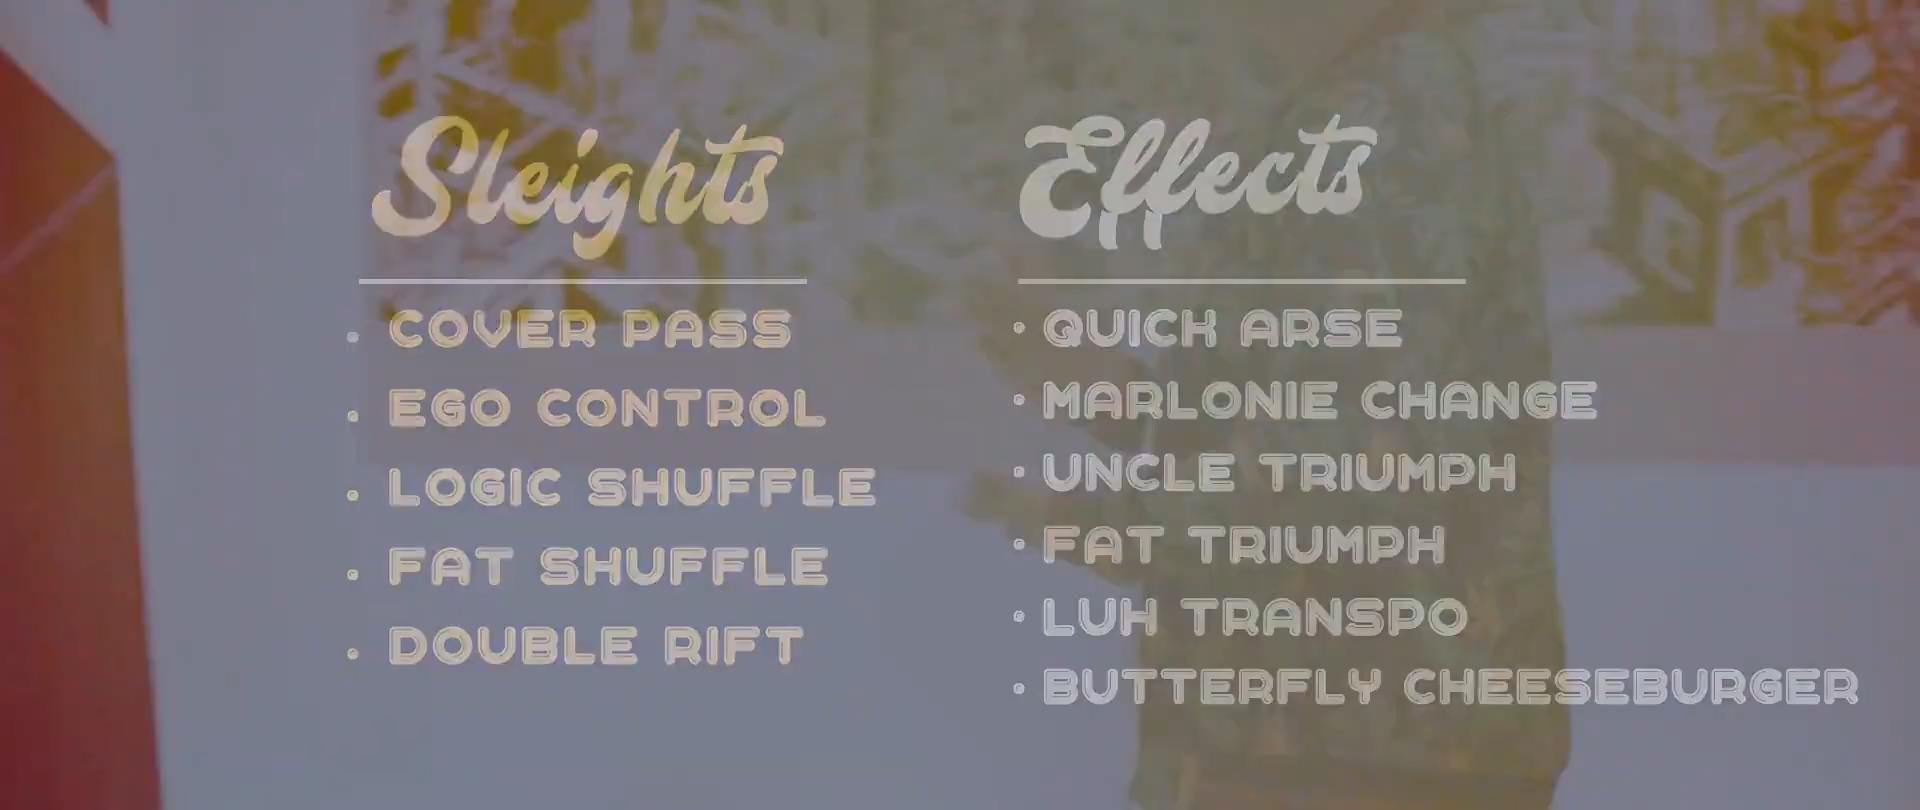 Sleights
• COVER PASS
• EGO CONTROL
• LOGIC SHUFFLE
• FAT SHUFFLE
• DOUBLE RIFT
Effects
• QUICK ARSE
• MARLONIE CHANGE
• UNCLE TRIUMPH
• FAT TRIUMPH
• LUH TRANSPO
• BUTTERFLY CHEESEBURGER